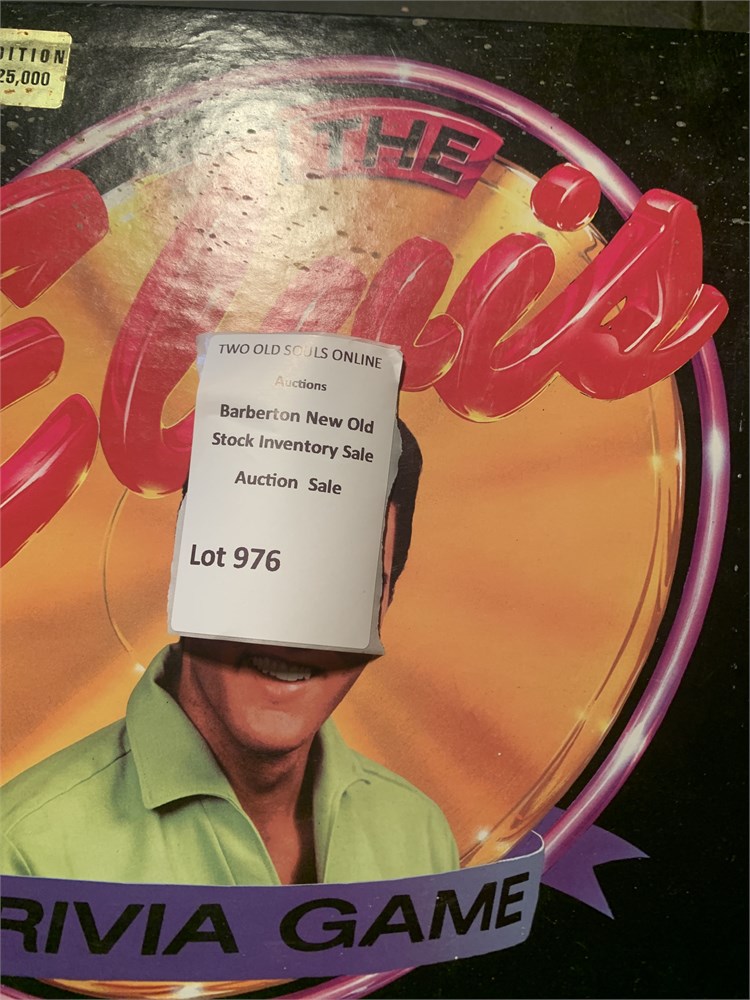 DITION
25,000
THE
Elvis
TWO OLD SOULS ONLINE
Auctions
Barberton New Old
Stock Inventory Sale
Auction Sale
Lot 976
RIVIA GAME